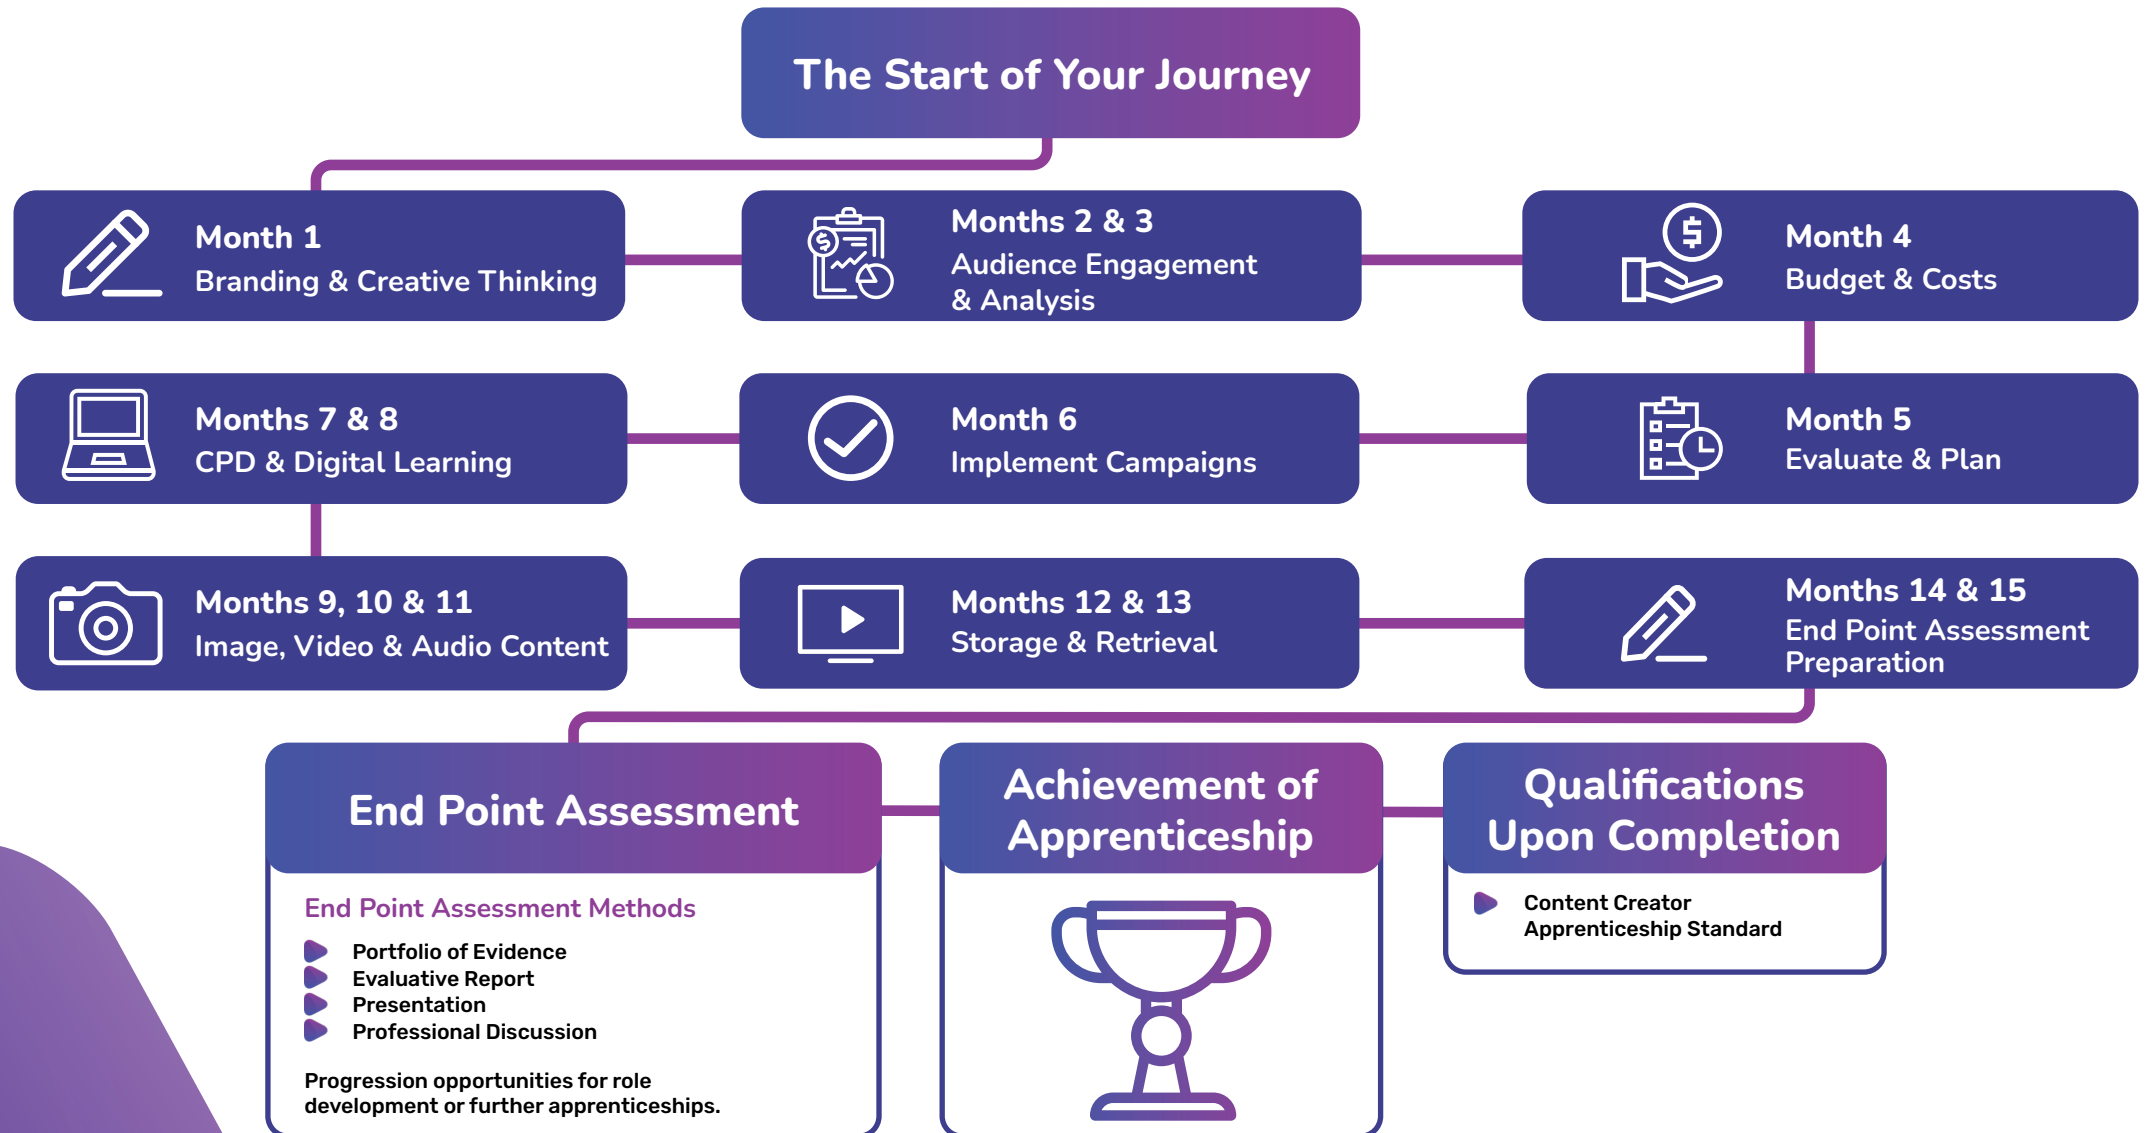 The Start of Your Journey
Month 1
Branding & Creative Thinking
Months 2 & 3
Audience Engagement
& Analysis
Month 4
Budget & Costs
Month 5
Evaluate & Plan
Month 6
Implement Campaigns
Months 7 & 8
CPD & Digital Learning
Months 9, 10 & 11
Image, Video & Audio Content
Months 12 & 13
Storage & Retrieval
Months 14 & 15
End Point Assessment
Preparation
End Point Assessment
End Point Assessment Methods
Portfolio of Evidence
Evaluative Report
Presentation
Professional Discussion
Progression opportunities for role
development or further apprenticeships.
Achievement of
Apprenticeship
Qualifications
Upon Completion
Content Creator
Apprenticeship Standard